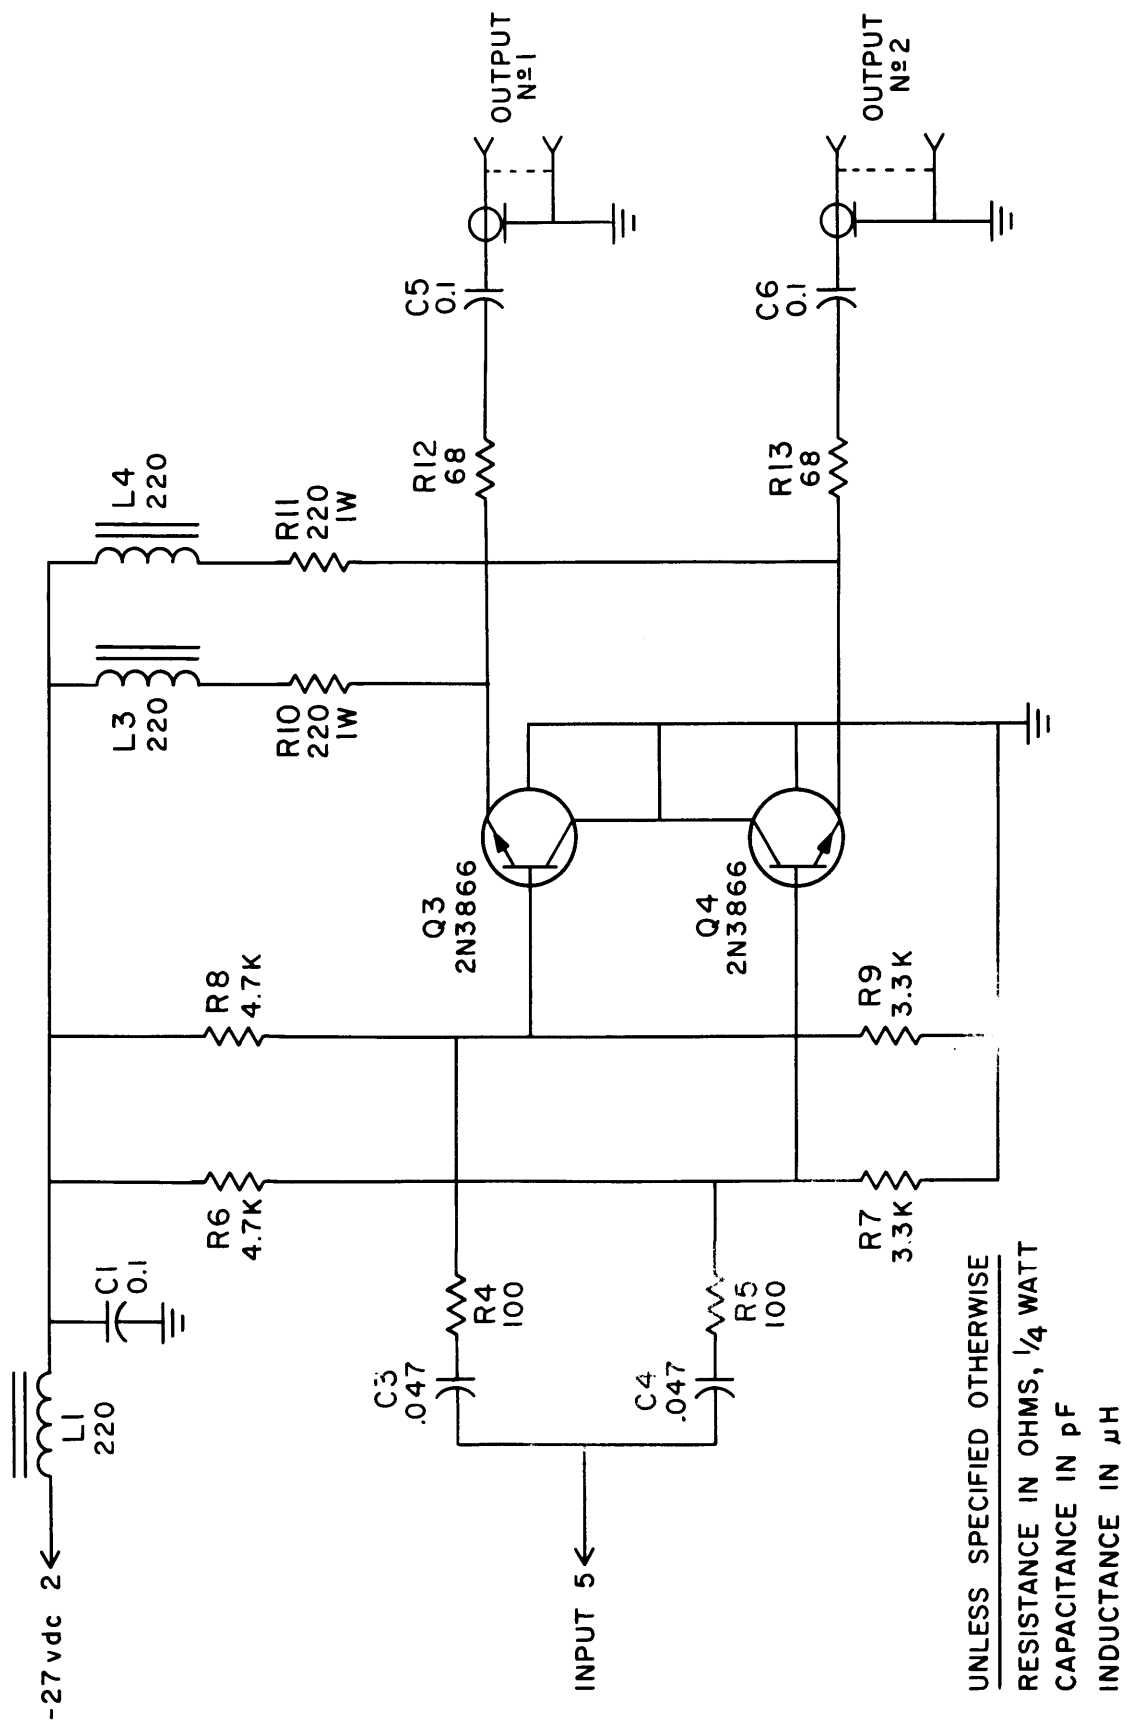 -27 vdc 2
L1
220
C1
0.1
R6
4.7K
R8
4.7K
L3
220
L4
220
R10
220
1W
R11
220
1W
INPUT 5
C3
.047
R4
100
C4
.047
R5
100
Q3
2N3866
Q4
2N3866
R7
3.3K
R9
3.3K
R12
68
C5
0.1
OUTPUT
Nº1
R13
68
C6
0.1
OUTPUT
Nº2
UNLESS SPECIFIED OTHERWISE
RESISTANCE IN OHMS, 1/4 WATT
CAPACITANCE IN pF
INDUCTANCE IN μH